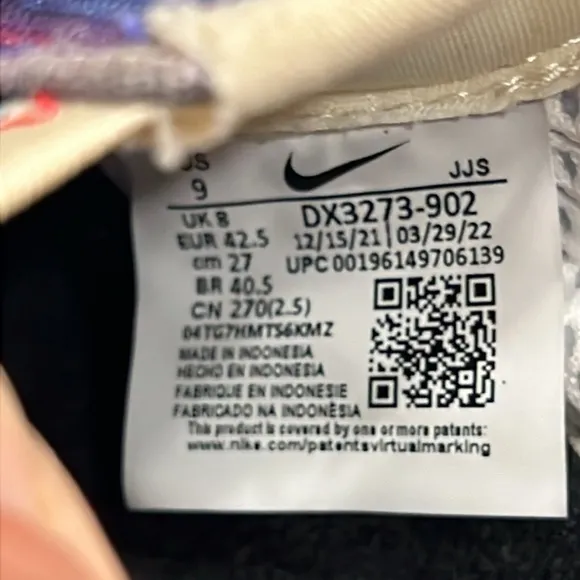 US JJS
9
UK 8 DX3273-902
EUR 42.5 12/15/21 | 03/29/22
cm 27 UPC 00196149706139
BR 40.5
CN 270(2.5)
MADE IN INDONESIA
HECHO EN INDONESIA
FABRIQUE EN INDONESIE
FABRICADO NA INDONÉSIA
This product is covered by one or more patents:
www.nike.com/patentsvirtualmarking